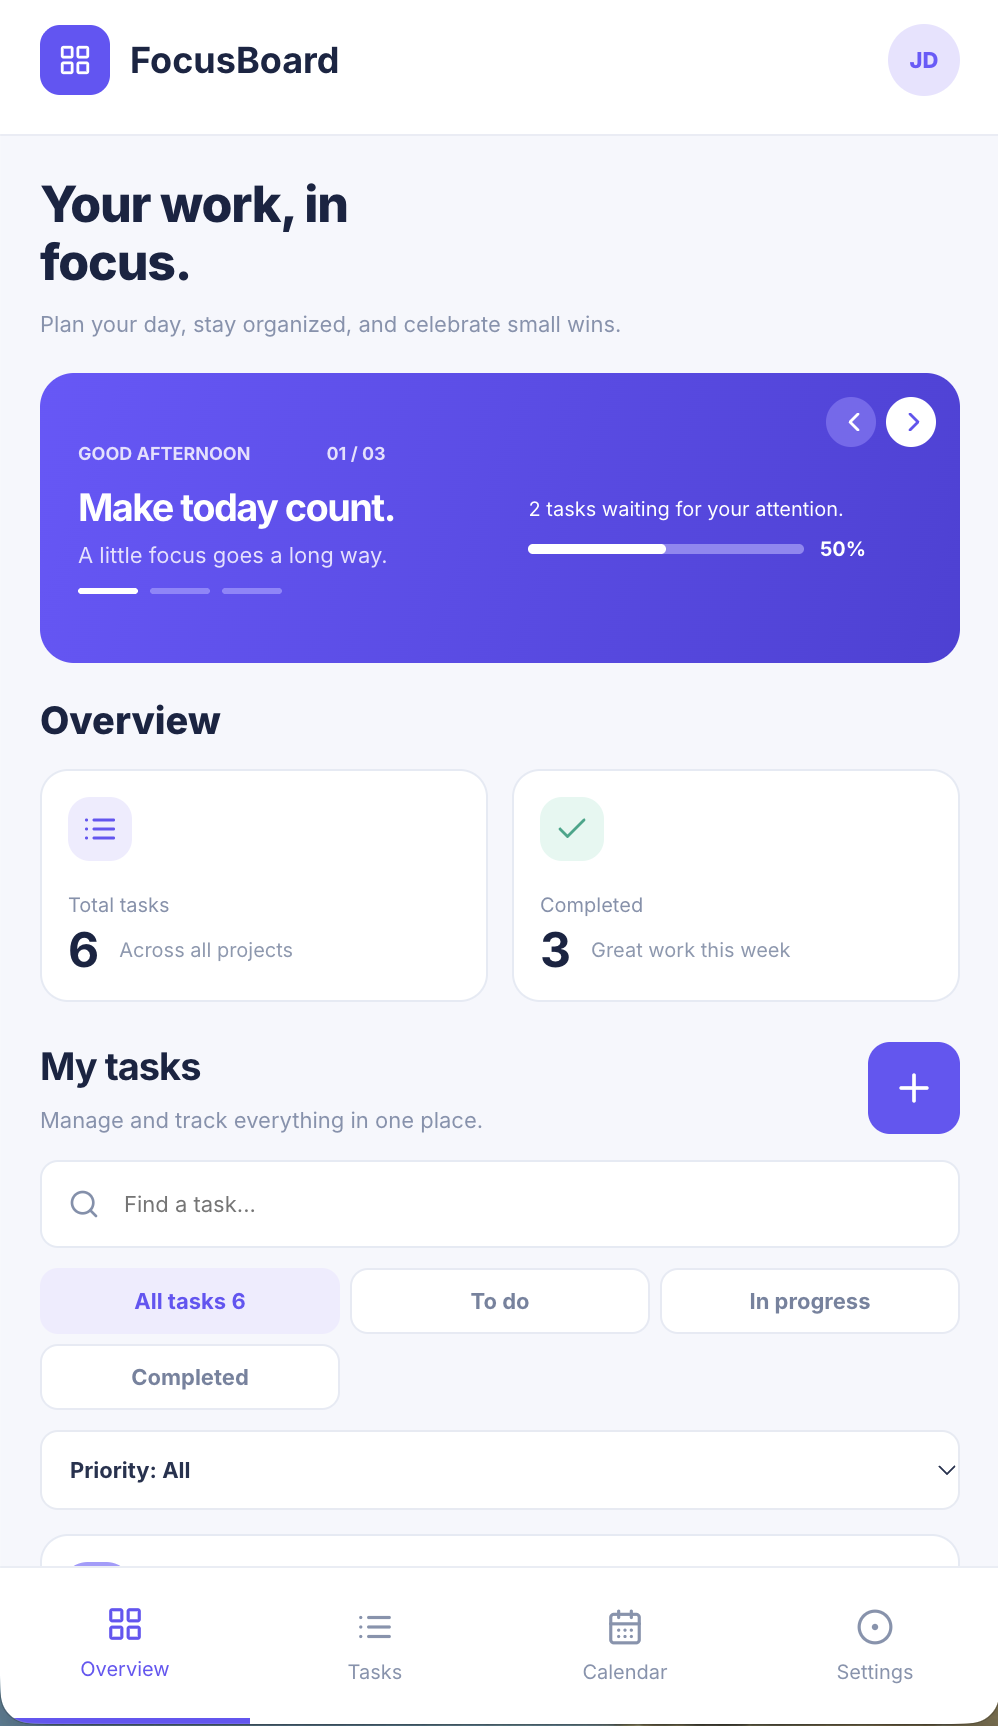 FocusBoard
JD
Your work, in
focus.
Plan your day, stay organized, and celebrate small wins.
GOOD AFTERNOON 01 / 03
Make today count.
A little focus goes a long way.
2 tasks waiting for your attention.
50%
Overview
Total tasks
6 Across all projects
Completed
3 Great work this week
My tasks
Manage and track everything in one place.
Find a task...
All tasks 6
To do
In progress
Completed
Priority: All
Overview
Tasks
Calendar
Settings